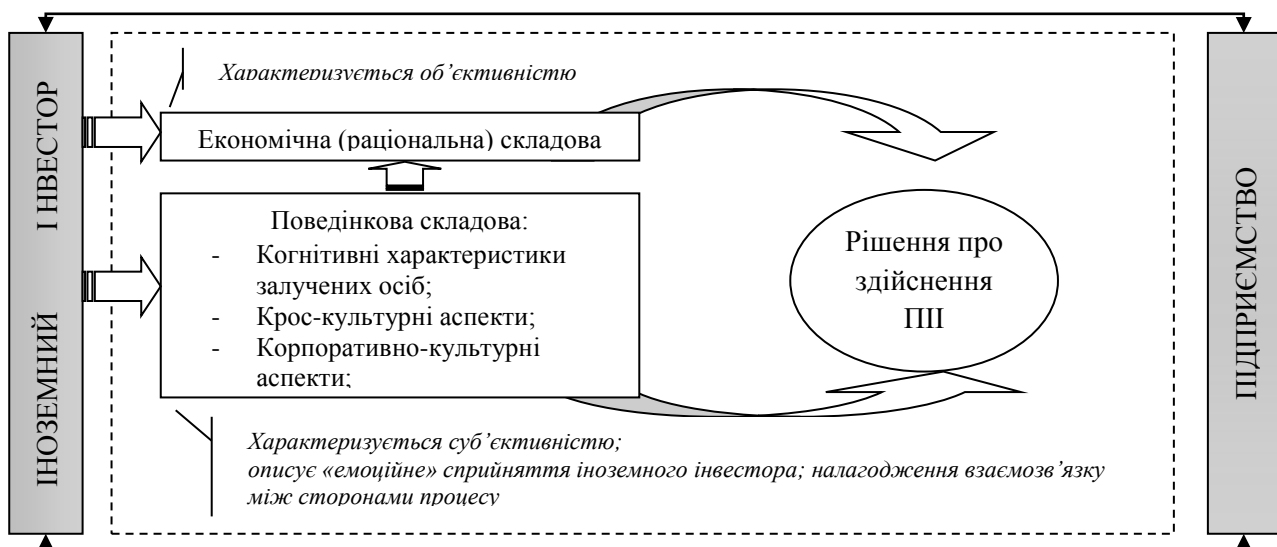 ІНОЗЕМНИЙ І НВЕСТОР
Характеризується об’єктивністю
Економічна (раціональна) складова
Поведінкова складова:
- Когнітивні характеристики
залучених осіб;
- Крос-культурні аспекти;
- Корпоративно-культурні
аспекти;
Характеризується суб’єктивністю;
описує «емоційне» сприйняття іноземного інвестора; налагодження взаємозв’язку
між сторонами процесу
Рішення про
здійснення
ПІІ
ПІДПРИЄМСТВО